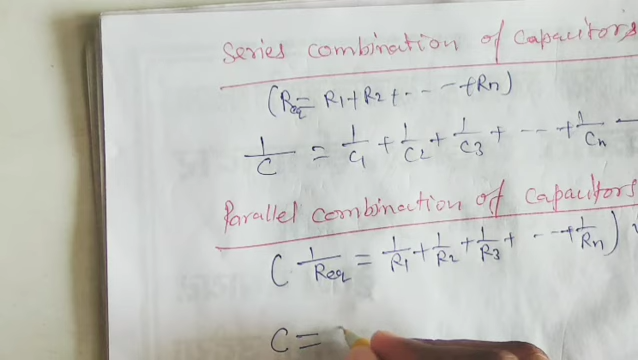 Series combination of capacitors
(Req = R1 + R2 + - - - + Rn)
1/C = 1/C1 + 1/C2 + 1/C3 + - - + 1/Cn
Parallel combination of capacitors
( 1/Req = 1/R1 + 1/R2 + 1/R3 + - - + 1/Rn)
C =